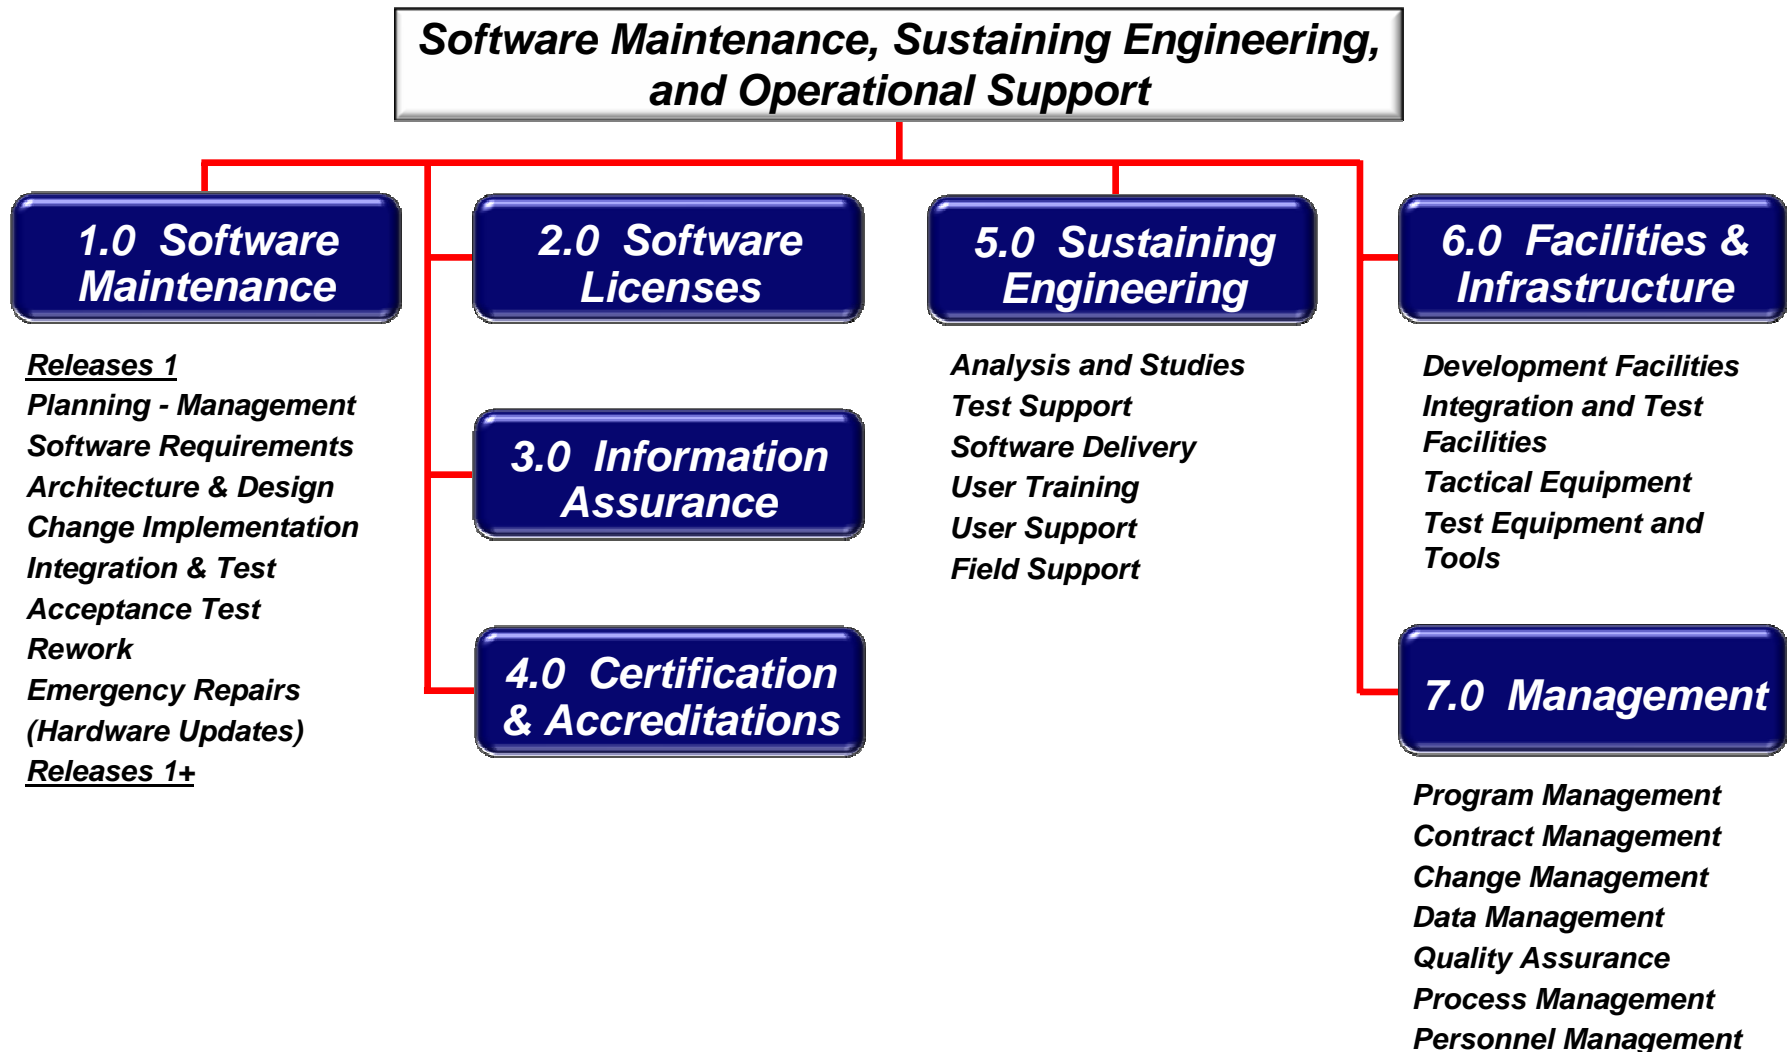 Software Maintenance, Sustaining Engineering,
and Operational Support
1.0 Software
Maintenance
Releases 1
Planning - Management
Software Requirements
Architecture & Design
Change Implementation
Integration & Test
Acceptance Test
Rework
Emergency Repairs
(Hardware Updates)
Releases 1+
2.0 Software
Licenses
3.0 Information
Assurance
4.0 Certification
& Accreditations
5.0 Sustaining
Engineering
Analysis and Studies
Test Support
Software Delivery
User Training
User Support
Field Support
6.0 Facilities &
Infrastructure
Development Facilities
Integration and Test
Facilities
Tactical Equipment
Test Equipment and
Tools
7.0 Management
Program Management
Contract Management
Change Management
Data Management
Quality Assurance
Process Management
Personnel Management